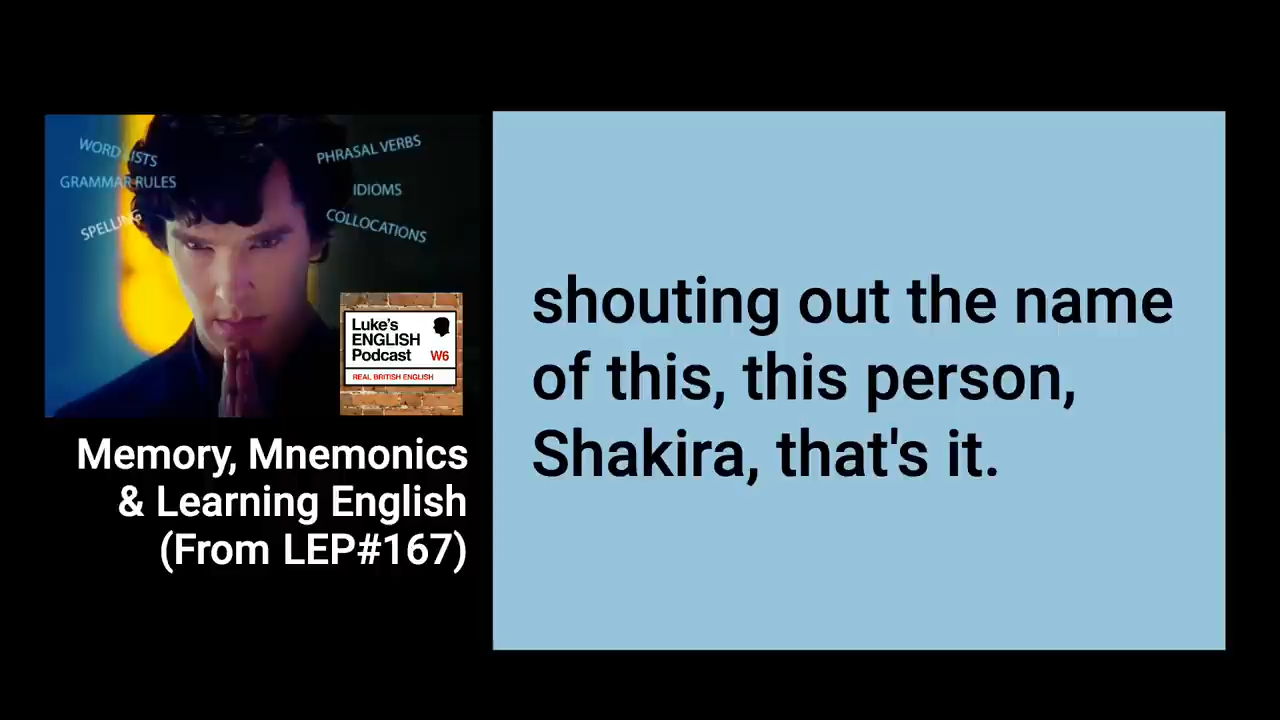 WORD LISTS
GRAMMAR RULES
SPELLING
PHRASAL VERBS
IDIOMS
COLLOCATIONS
Luke's
ENGLISH
Podcast
W6
REAL BRITISH ENGLISH
Memory, Mnemonics
& Learning English
(From LEP#167)
shouting out the name
of this, this person,
Shakira, that's it.